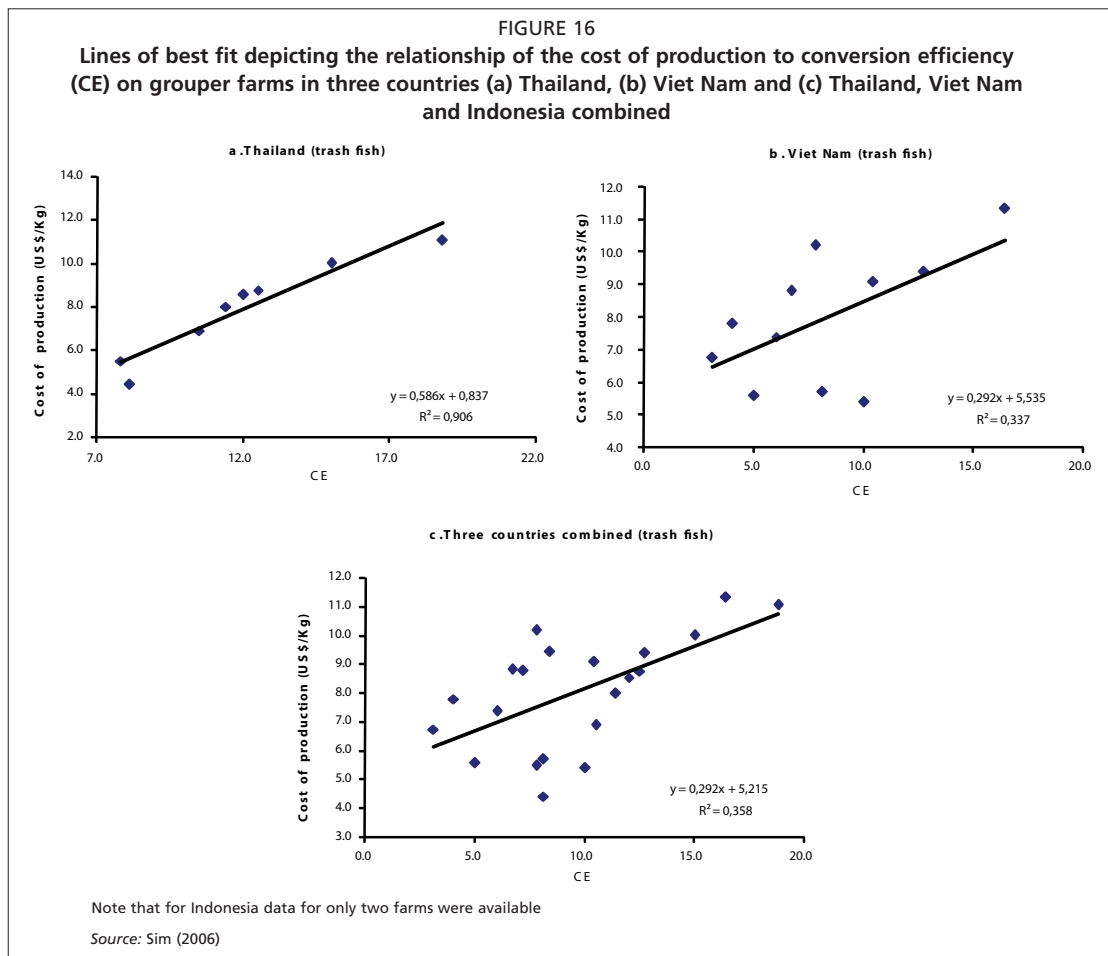 FIGURE 16
Lines of best fit depicting the relationship of the cost of production to conversion efficiency
(CE) on grouper farms in three countries (a) Thailand, (b) Viet Nam and (c) Thailand, Viet Nam
and Indonesia combined
a.Thailand (trash fish)
14.0
12.0
10.0
8.0
6.0
4.0
2.0
Cost of production (US$/Kg)
y = 0,586x + 0,837
R² = 0,906
7.0 12.0 17.0 22.0
CE
b. Viet Nam (trash fish)
12.0
11.0
10.0
9.0
8.0
7.0
6.0
5.0
4.0
Cost of production (US$/Kg)
y = 0,292x + 5,535
R² = 0,337
0.0 5.0 10.0 15.0 20.0
CE
c.Three countries combined (trash fish)
12.0
11.0
10.0
9.0
8.0
7.0
6.0
5.0
4.0
3.0
Cost of production (US$/Kg)
y = 0,292x + 5,215
R² = 0,358
0.0 5.0 10.0 15.0 20.0
CE
Note that for Indonesia data for only two farms were available
Source: Sim (2006)